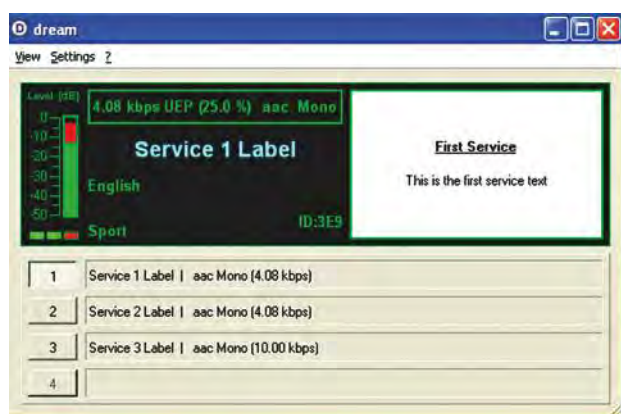 dream
View Settings ?
Level [dB]
0
-10
-20
-30
-40
-50
4.08 kbps UEP (25.0 %) aac Mono
Service 1 Label
English
Sport
ID:3E9
First Service
This is the first service text
1 Service 1 Label | aac Mono (4.08 kbps)
2 Service 2 Label | aac Mono (4.08 kbps)
3 Service 3 Label | aac Mono (10.00 kbps)
4